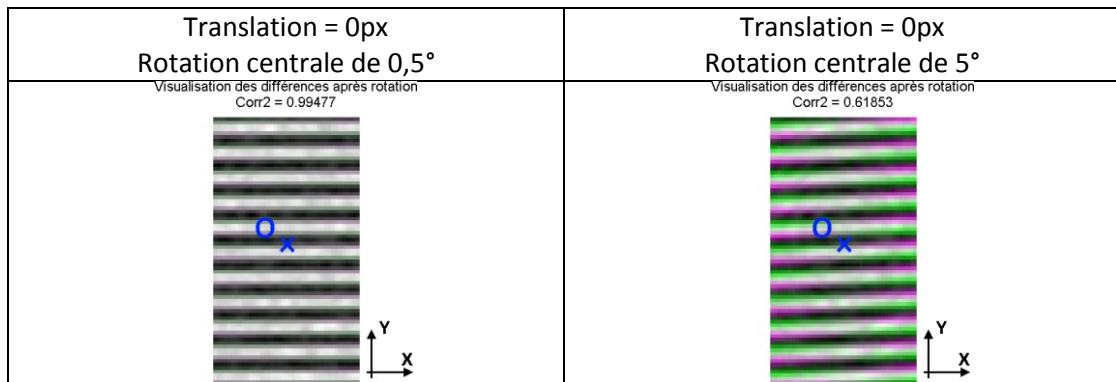 Translation = 0px
Rotation centrale de 0,5°
Visualisation des différences après rotation
Corr2 = 0.99477
O
x
Y
X
Translation = 0px
Rotation centrale de 5°
Visualisation des différences après rotation
Corr2 = 0.61853
O
x
Y
X